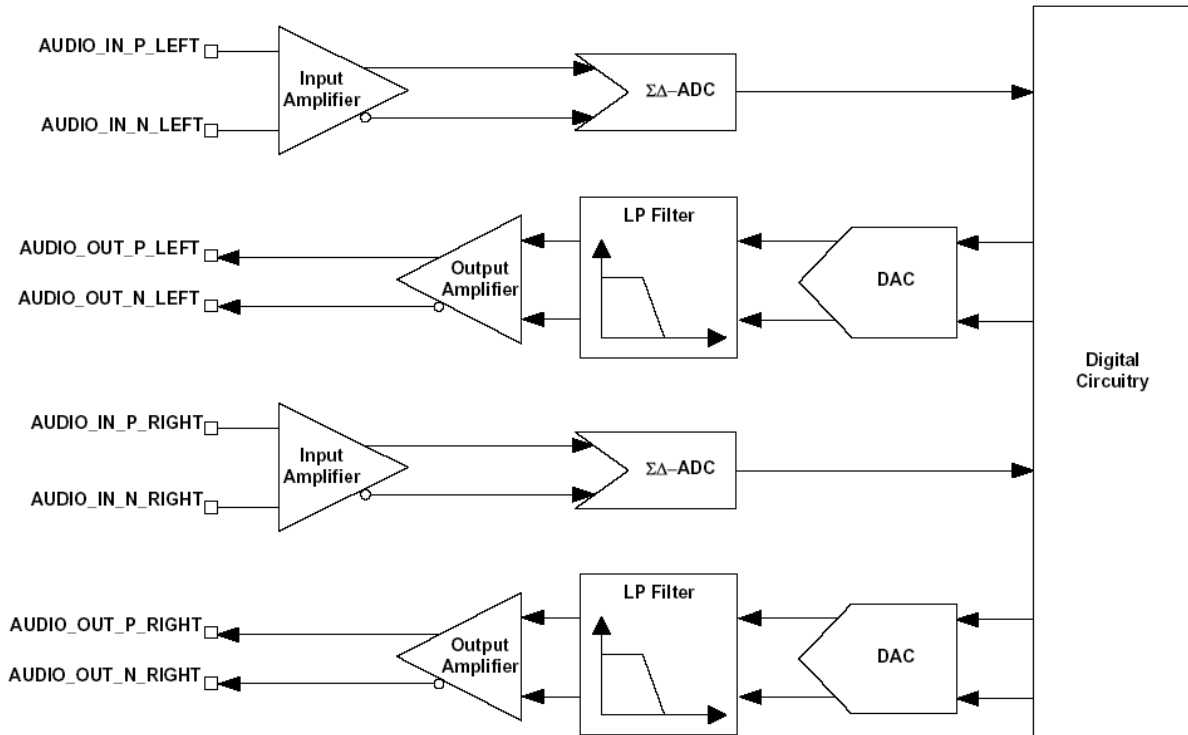 AUDIO_IN_P_LEFT
Input
Amplifier
ΣΔ–ADC
AUDIO_IN_N_LEFT
LP Filter
AUDIO_OUT_P_LEFT
Output
Amplifier
DAC
AUDIO_OUT_N_LEFT
Digital
Circuitry
AUDIO_IN_P_RIGHT
Input
Amplifier
ΣΔ–ADC
AUDIO_IN_N_RIGHT
LP Filter
AUDIO_OUT_P_RIGHT
Output
Amplifier
DAC
AUDIO_OUT_N_RIGHT